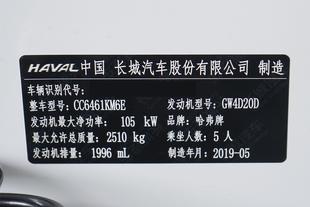 HAVAL 中国 长城汽车股份有限公司 制造
车辆识别代号:
整车型号: CC6461KM6E 发动机型号: GW4D20D
发动机最大净功率: 105 kW 品牌: 哈弗牌
最大允许总质量: 2510 kg 乘坐人数: 5 人
发动机排量: 1996 mL 制造年月: 2019-05